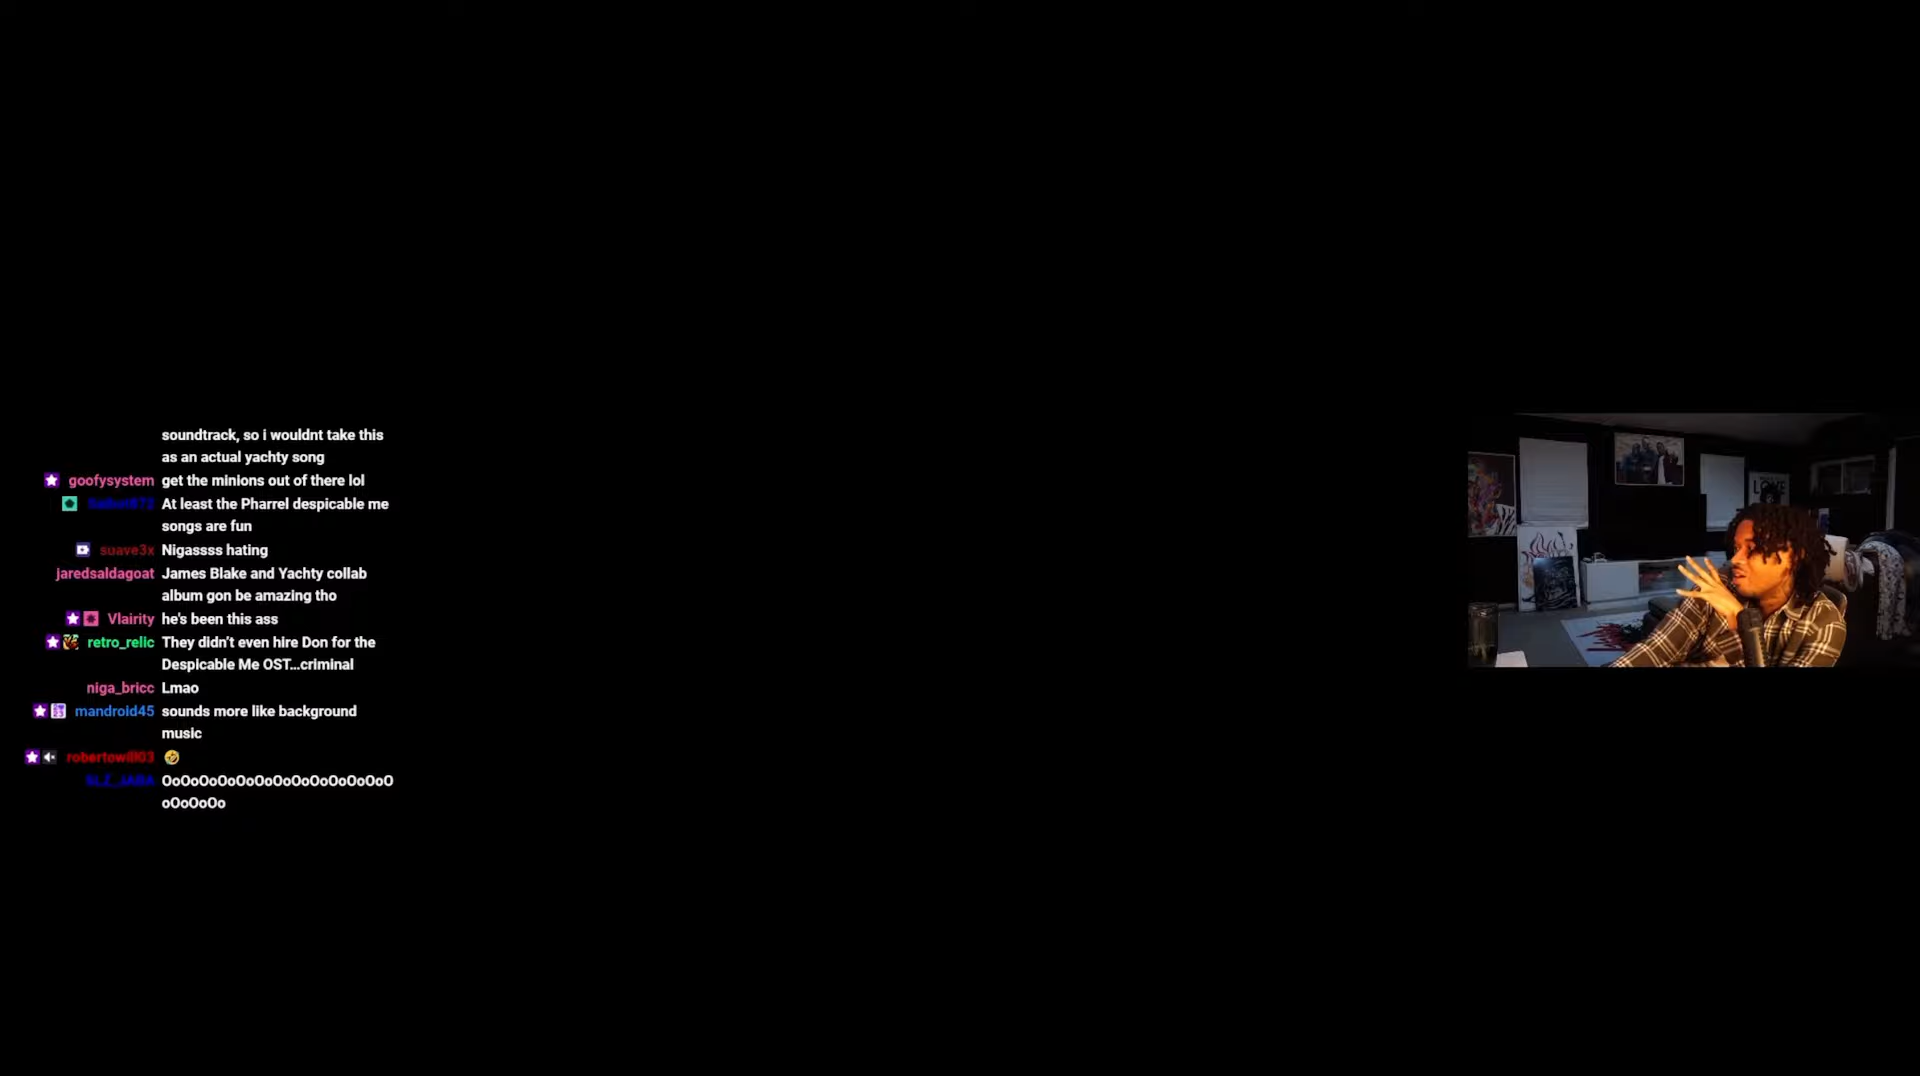 soundtrack, so i wouldnt take this
as an actual yachty song
goofysystem get the minions out of there lol
At least the Pharrel despicable me
songs are fun
suave3x Nigassss hating
jaredsaldagoat James Blake and Yachty collab
album gon be amazing tho
Vlairity he's been this ass
retro_relic They didn't even hire Don for the
Despicable Me OST...criminal
niga_bricc Lmao
mandroid45 sounds more like background
music
robertowill03 🤣
OoOoOoOoOoOoOoOoOoOoOoOoO
oOoOoOo
LOVE